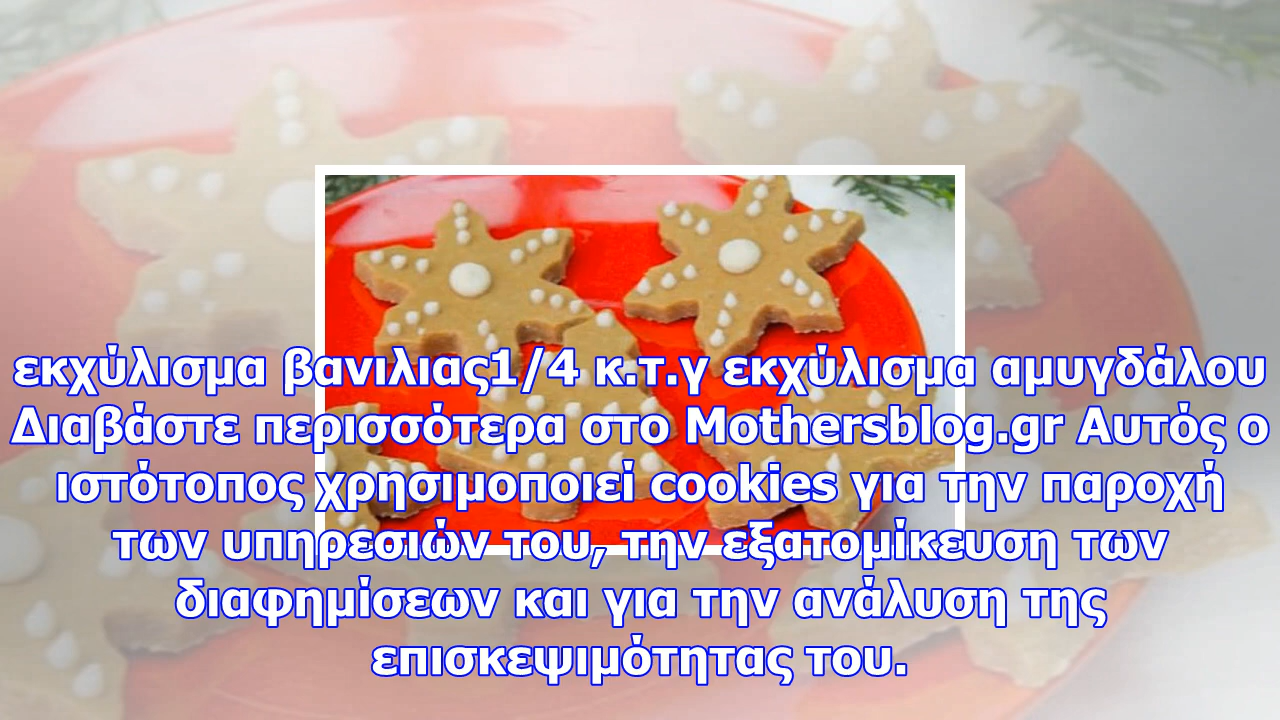 εκχύλισμα βανιλιας1/4 κ.τ.γ εκχύλισμα αμυγδάλου
Διαβάστε περισσότερα στο Mothersblog.gr Αυτός ο
ιστότοπος χρησιμοποιεί cookies για την παροχή
των υπηρεσιών του, την εξατομίκευση των
διαφημίσεων και για την ανάλυση της
επισκεψιμότητας του.